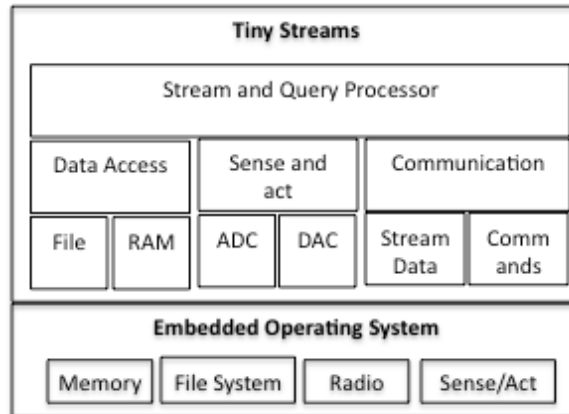 Tiny Streams
Stream and Query Processor
Data Access
Sense and
act
Communication
File
RAM
ADC
DAC
Stream
Data
Comm
ands
Embedded Operating System
Memory
File System
Radio
Sense/Act